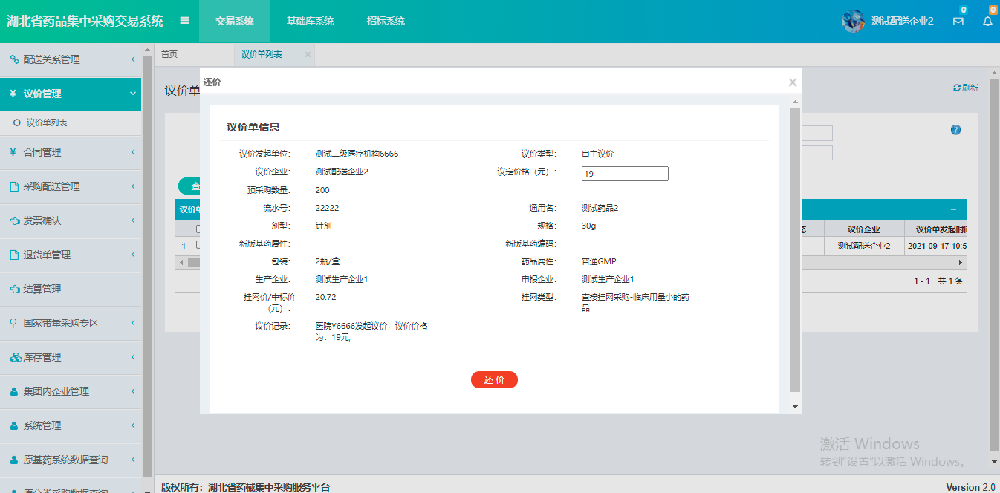 湖北省药品集中采购交易系统
交易系统
基础库系统
招标系统
测试配送企业2
0
0
配送关系管理
议价管理
议价单列表
合同管理
采购配送管理
发票确认
退货单管理
结算管理
国家带量采购专区
库存管理
集团内企业管理
系统管理
原基药系统数据查询
首页
议价单列表
议价单
刷新
还价
议价单信息
议价发起单位： 测试二级医疗机构6666 议价类型： 自主议价
议价企业： 测试配送企业2 议定价格（元）： 19
预采购数量： 200
流水号： 22222 通用名： 测试药品2
剂型： 针剂 规格： 30g
新版基药属性： 新版基药编码：
包装： 2瓶/盒 药品属性： 普通GMP
生产企业： 测试生产企业1 申报企业： 测试生产企业1
挂网价/中标价（元）： 20.72 挂网类型： 直接挂网采购-临床用量小的药品
议价记录： 医院Y6666发起议价，议价价格
为：19元,
还 价
查
议价单
议价企业 议价单发起时间
1 测试配送企业2 2021-09-17 10:5
1 - 1 共 1 条
激活 Windows
转到"设置"以激活 Windows。
版权所有：湖北省药械集中采购服务平台
Version 2.0